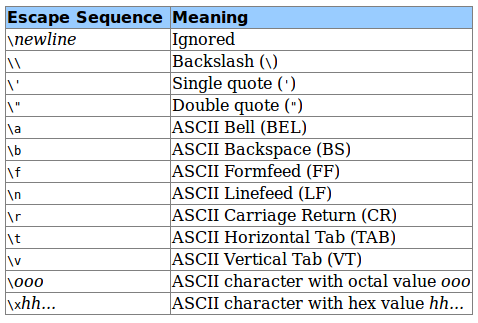 Escape Sequence Meaning
\newline Ignored
\\ Backslash (\)
\' Single quote (')
\" Double quote (")
\a ASCII Bell (BEL)
\b ASCII Backspace (BS)
\f ASCII Formfeed (FF)
\n ASCII Linefeed (LF)
\r ASCII Carriage Return (CR)
\t ASCII Horizontal Tab (TAB)
\v ASCII Vertical Tab (VT)
\ooo ASCII character with octal value ooo
\xhh... ASCII character with hex value hh...